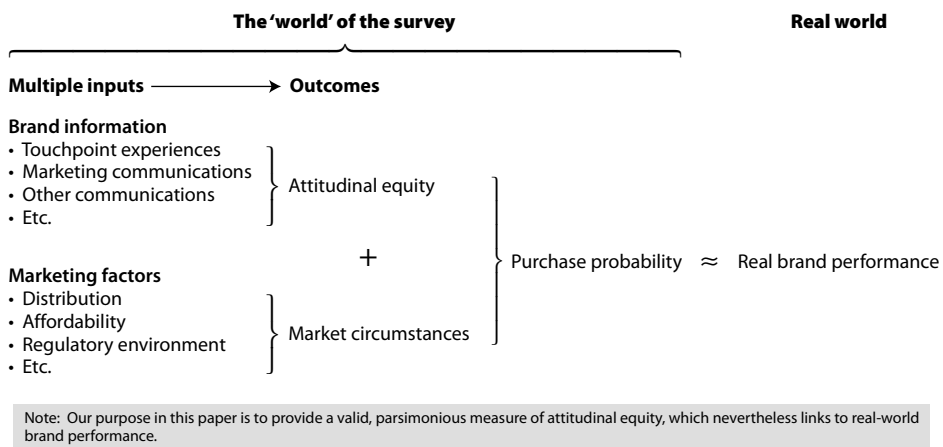 The ‘world’ of the survey
Real world
Multiple inputs
Outcomes
Brand information
• Touchpoint experiences
• Marketing communications
• Other communications
• Etc.
Attitudinal equity
+
Marketing factors
• Distribution
• Affordability
• Regulatory environment
• Etc.
Market circumstances
Purchase probability ≈ Real brand performance
Note: Our purpose in this paper is to provide a valid, parsimonious measure of attitudinal equity, which nevertheless links to real-world
brand performance.